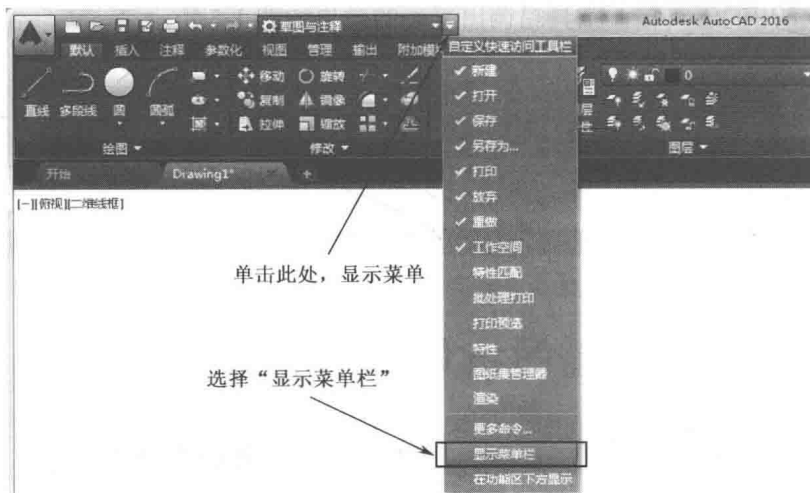 草图与注释
Autodesk AutoCAD 2016
默认 插入 注释 参数化 视图 管理 输出 附加模
自定义快速访问工具栏
直线 多段线 圆 圆弧
移动 旋转
复制 镜像
拉伸 缩放
绘图 修改 图层
0
层
性
开始 Drawing1* +
[-][俯视][二维线框]
新建
打开
保存
另存为...
打印
放弃
重做
工作空间
特性匹配
批处理打印
打印预览
特性
图纸集管理器
渲染
更多命令...
显示菜单栏
在功能区下方显示
单击此处，显示菜单
选择“显示菜单栏”